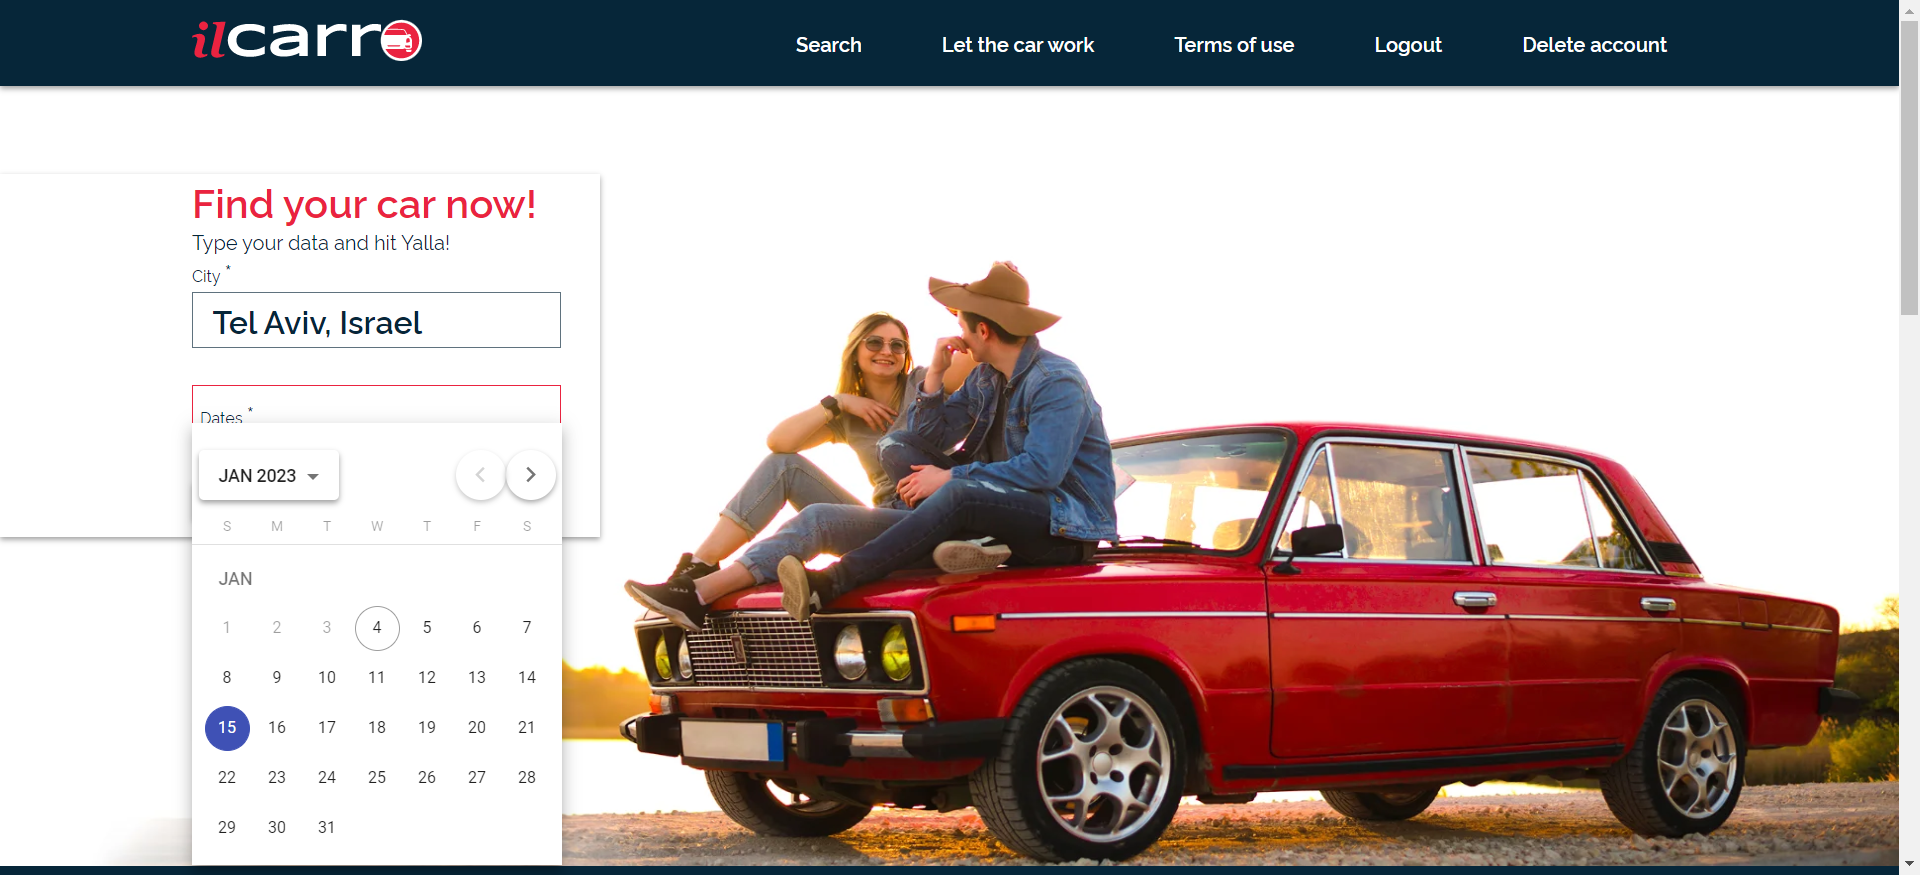 ilcarro
Search
Let the car work
Terms of use
Logout
Delete account
Find your car now!
Type your data and hit Yalla!
City *
Tel Aviv, Israel
Dates *
JAN 2023
S M T W T F S
JAN
1 2 3 4 5 6 7
8 9 10 11 12 13 14
15 16 17 18 19 20 21
22 23 24 25 26 27 28
29 30 31